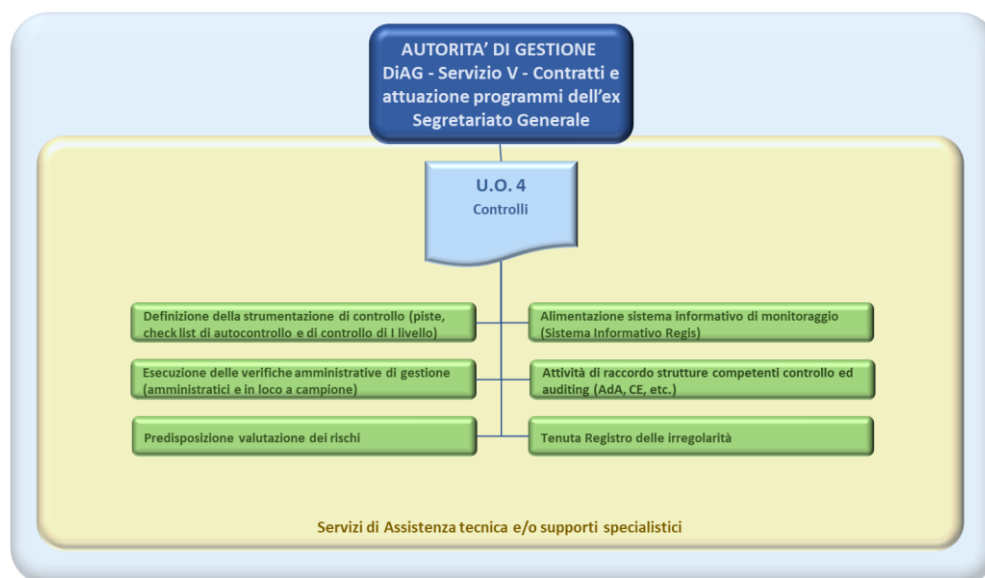 AUTORITA’ DI GESTIONE
DiAG - Servizio V - Contratti e
attuazione programmi dell’ex
Segretariato Generale
U.O. 4
Controlli
Definizione della strumentazione di controllo (piste,
check list di autocontrollo e di controllo di I livello)
Alimentazione sistema informativo di monitoraggio
(Sistema Informativo Regis)
Esecuzione delle verifiche amministrative di gestione
(amministratici e in loco a campione)
Attività di raccordo strutture competenti controllo ed
auditing (AdA, CE, etc.)
Predisposizione valutazione dei rischi
Tenuta Registro delle irregolarità
Servizi di Assistenza tecnica e/o supporti specialistici